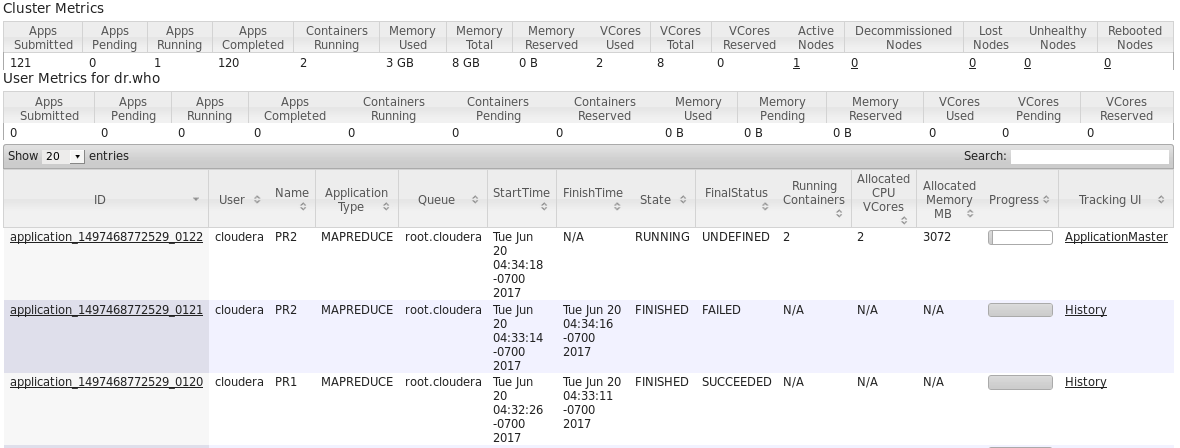 Cluster Metrics
Apps Submitted Apps Pending Apps Running Apps Completed Containers Running Memory Used Memory Total Memory Reserved VCores Used VCores Total VCores Reserved Active Nodes Decommissioned Nodes Lost Nodes Unhealthy Nodes Rebooted Nodes
121 0 1 120 2 3 GB 8 GB 0 B 2 8 0 1 0 0 0 0
User Metrics for dr.who
Apps Submitted Apps Pending Apps Running Apps Completed Containers Running Containers Pending Containers Reserved Memory Used Memory Pending Memory Reserved VCores Used VCores Pending VCores Reserved
0 0 0 0 0 0 0 0 B 0 B 0 B 0 0 0
Show 20 entries Search:
ID User Name Application Type Queue StartTime FinishTime State FinalStatus Running Containers Allocated CPU VCores Allocated Memory MB Progress Tracking UI
application_1497468772529_0122 cloudera PR2 MAPREDUCE root.cloudera Tue Jun 20 04:34:18 -0700 2017 N/A RUNNING UNDEFINED 2 2 3072 ApplicationMaster
application_1497468772529_0121 cloudera PR2 MAPREDUCE root.cloudera Tue Jun 20 04:33:14 -0700 2017 Tue Jun 20 04:34:16 -0700 2017 FINISHED FAILED N/A N/A N/A History
application_1497468772529_0120 cloudera PR1 MAPREDUCE root.cloudera Tue Jun 20 04:32:26 -0700 2017 Tue Jun 20 04:33:11 -0700 2017 FINISHED SUCCEEDED N/A N/A N/A History